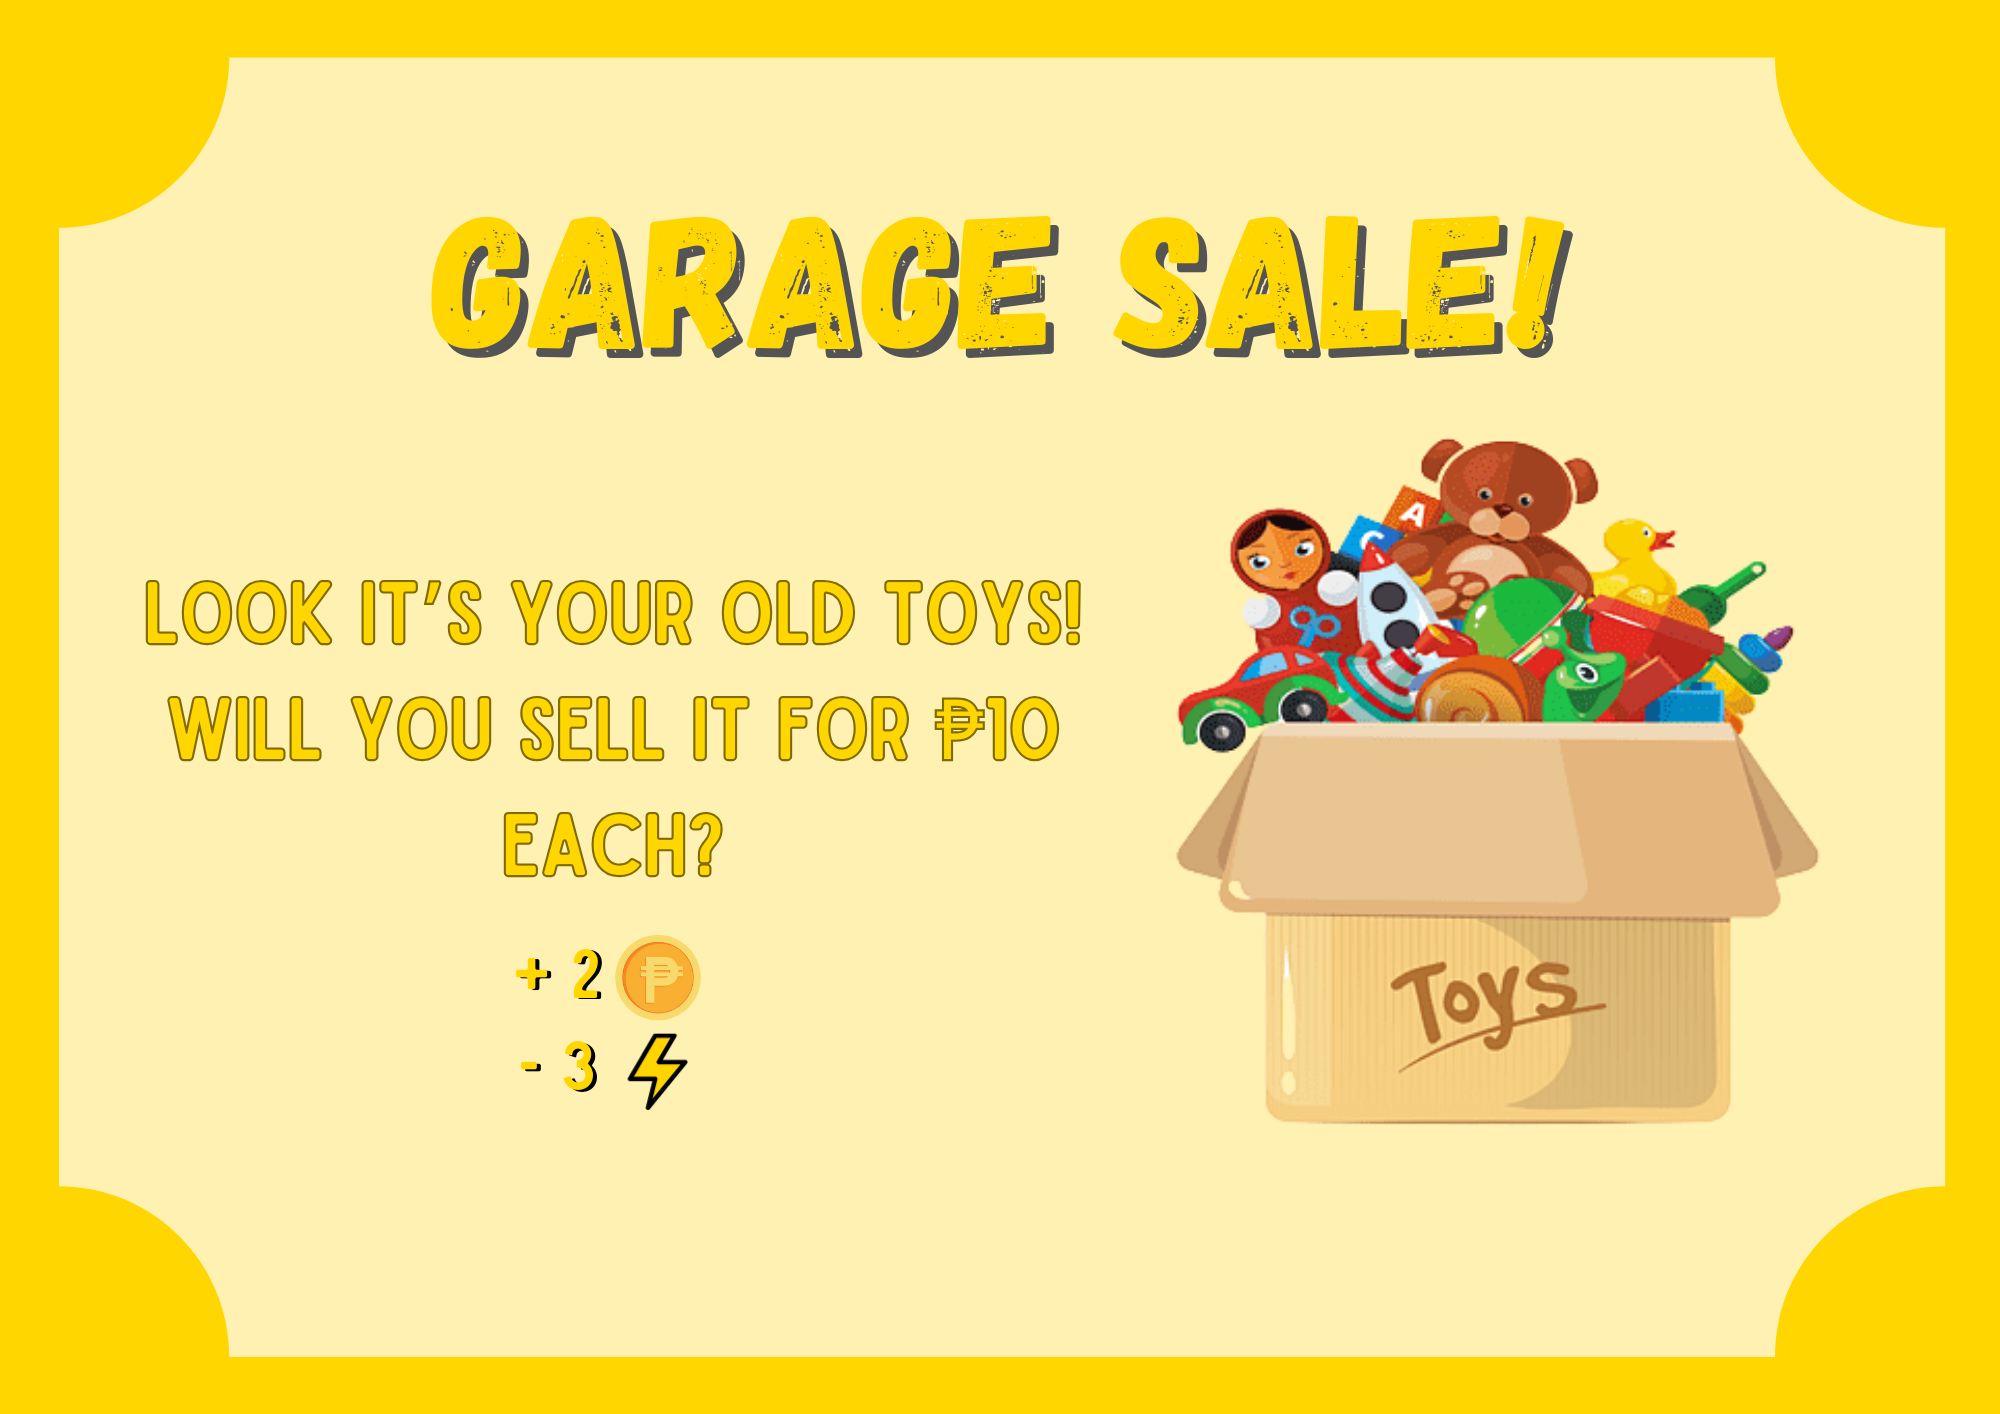 GARAGE SALE!
LOOK IT'S YOUR OLD TOYS!
WILL YOU SELL IT FOR ₱10
EACH?
+ 2 ₱
- 3
A
C
Toys